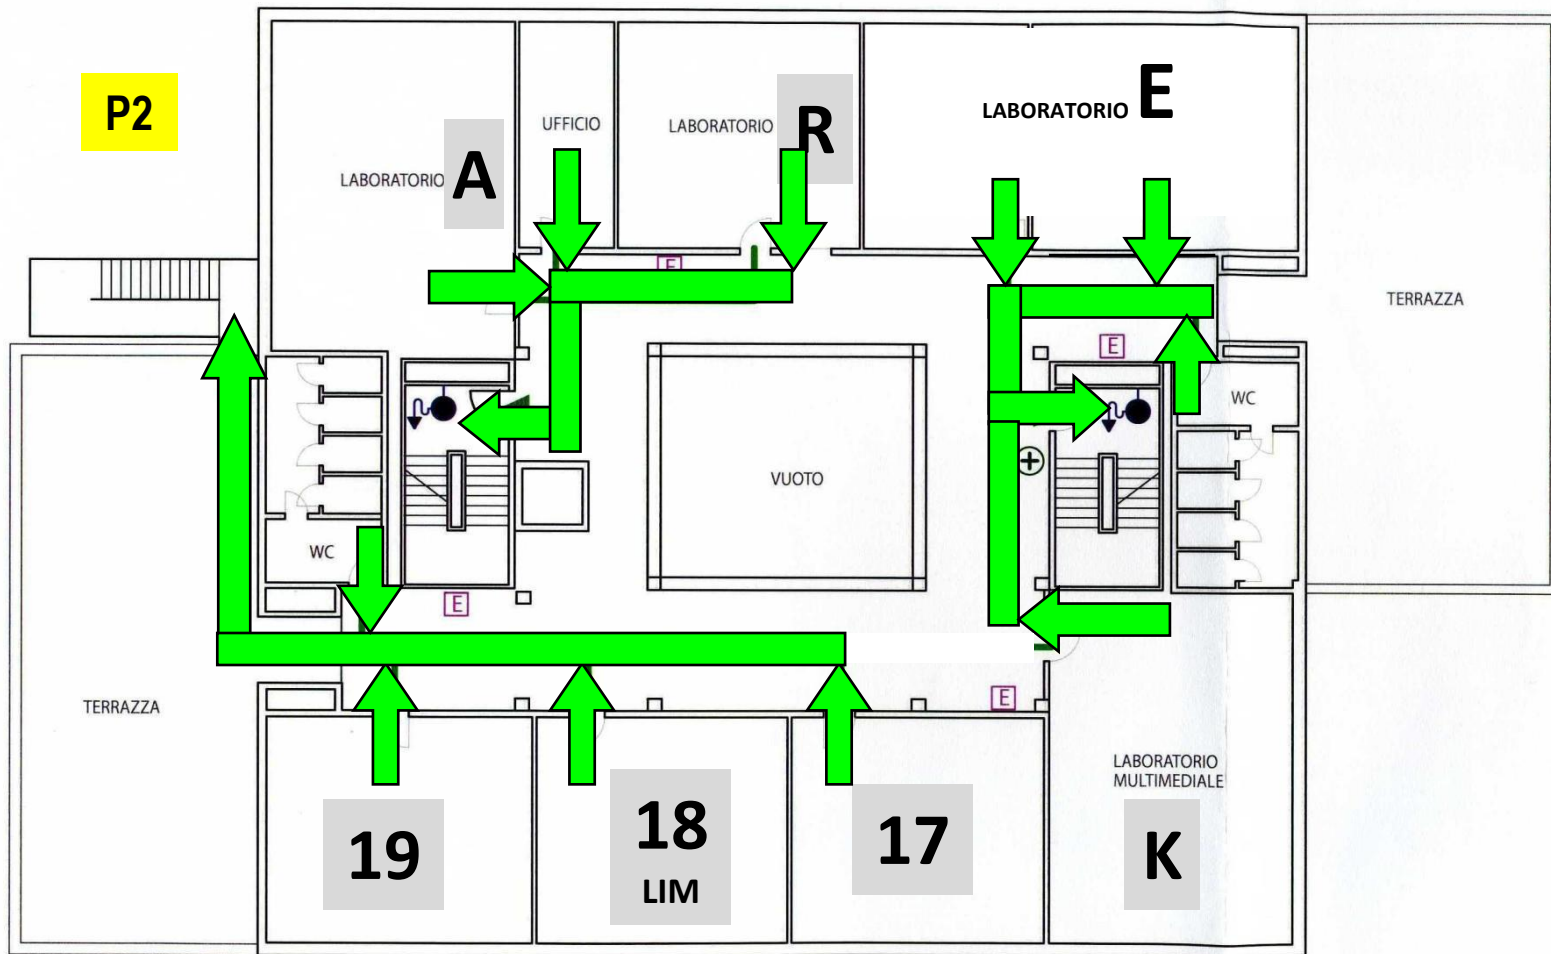 P2
LABORATORIO A
UFFICIO
LABORATORIO R
LABORATORIO E
E
TERRAZZA
E
WC
VUOTO
WC
E
TERRAZZA
E
LABORATORIO
MULTIMEDIALE
19
18
LIM
17
K